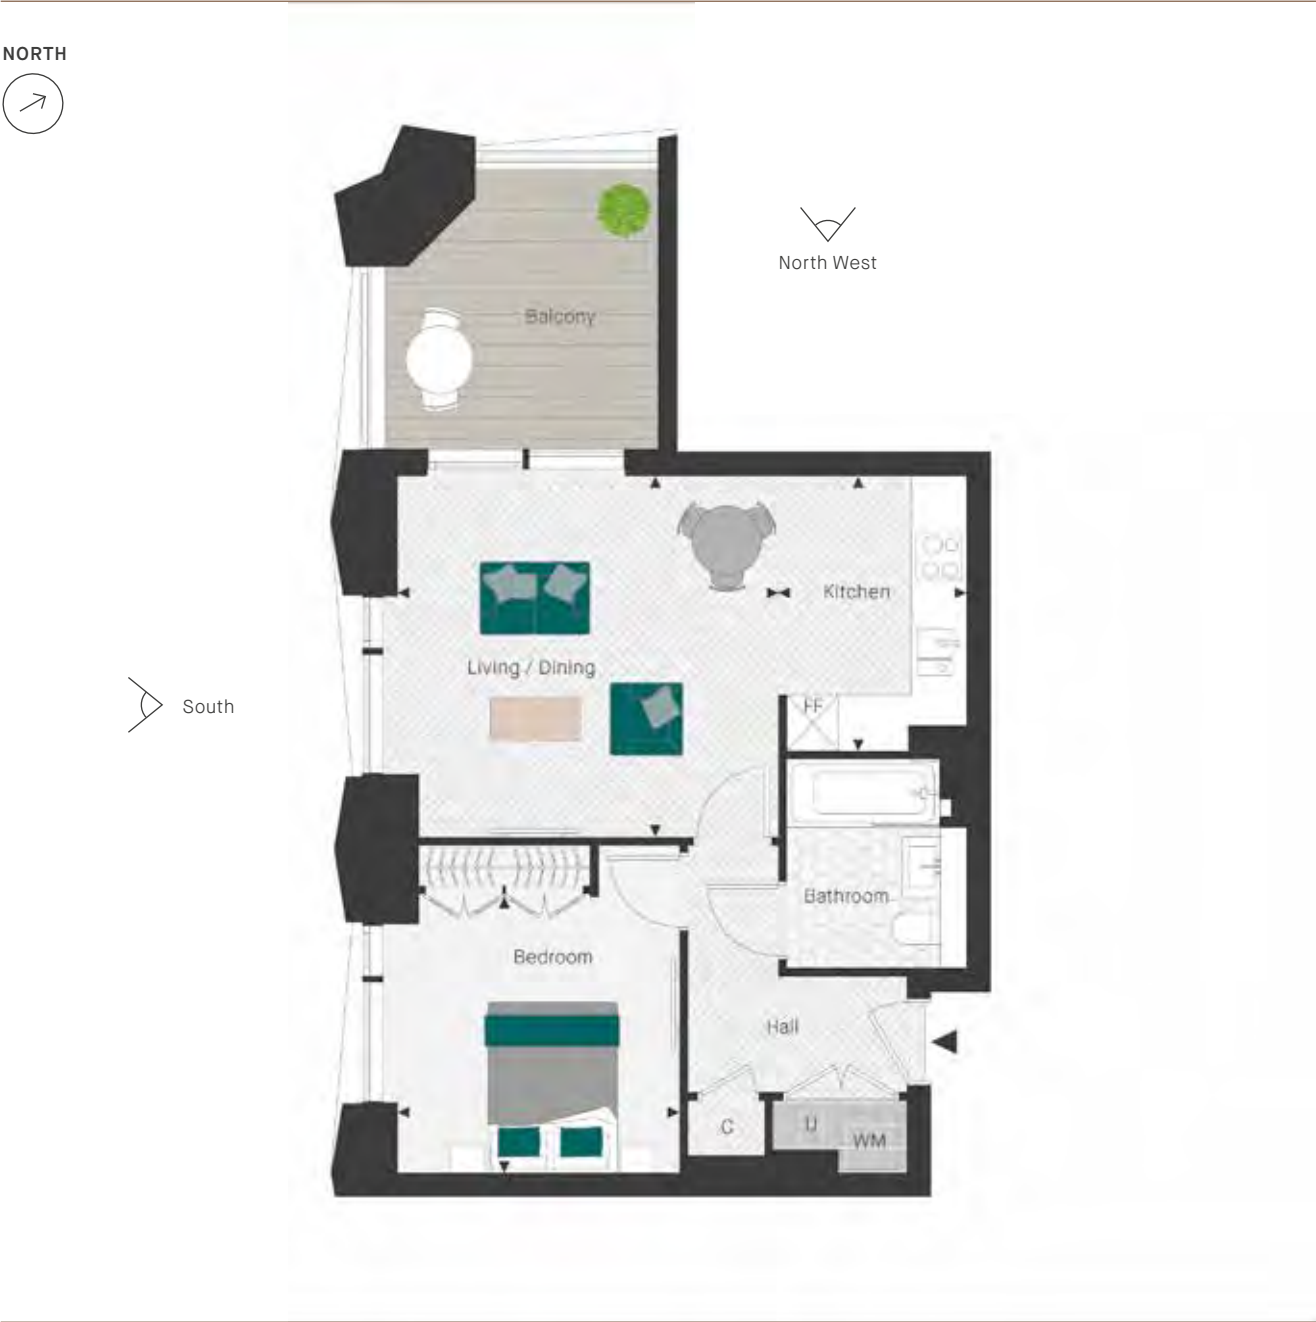 NORTH
North West
Balcony
Kitchen
Living / Dining
South
FF
Bathroom
Bedroom
Hall
C
U
WM